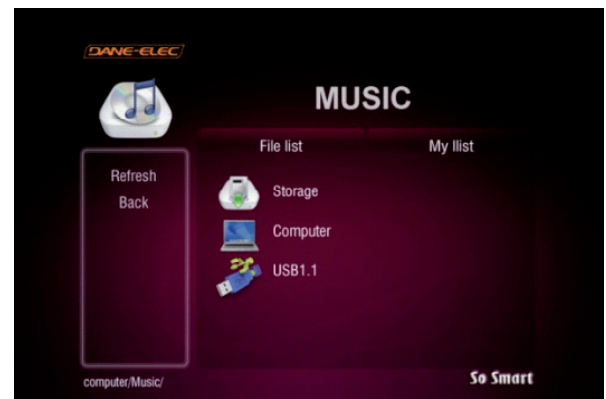 DANE-ELEC
MUSIC
File list My llist
Refresh
Back
Storage
Computer
USB1.1
computer/Music/
So Smart